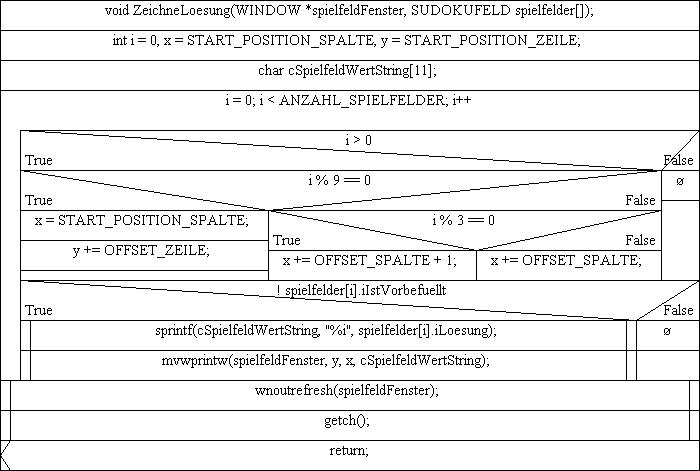 void ZeichneLoesung(WINDOW *spielfeldFenster, SUDOKUFELD spielfelder[]);
int i = 0, x = START_POSITION_SPALTE, y = START_POSITION_ZEILE;
char cSpielfeldWertString[11];
i = 0; i < ANZAHL_SPIELFELDER; i++
i > 0
True
False
i % 9 == 0
ø
True
False
x = START_POSITION_SPALTE;
i % 3 == 0
True
False
y += OFFSET_ZEILE;
x += OFFSET_SPALTE + 1;
x += OFFSET_SPALTE;
! spielfelder[i].iIstVorbefuellt
True
False
sprintf(cSpielfeldWertString, "%i", spielfelder[i].iLoesung);
ø
mvwprintw(spielfeldFenster, y, x, cSpielfeldWertString);
wnoutrefresh(spielfeldFenster);
getch();
return;